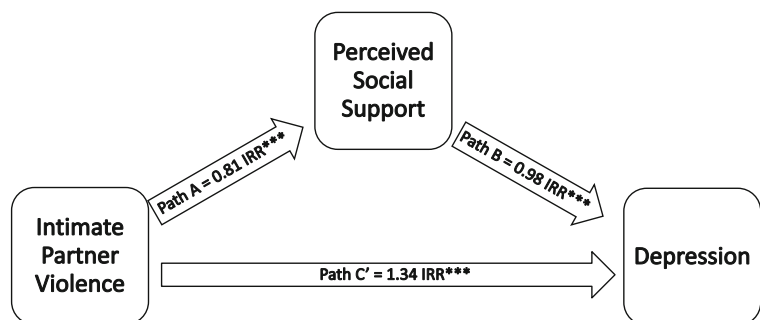 Perceived
Social
Support
Path A = 0.81 IRR***
Path B = 0.98 IRR***
Intimate
Partner
Violence
Path C' = 1.34 IRR***
Depression